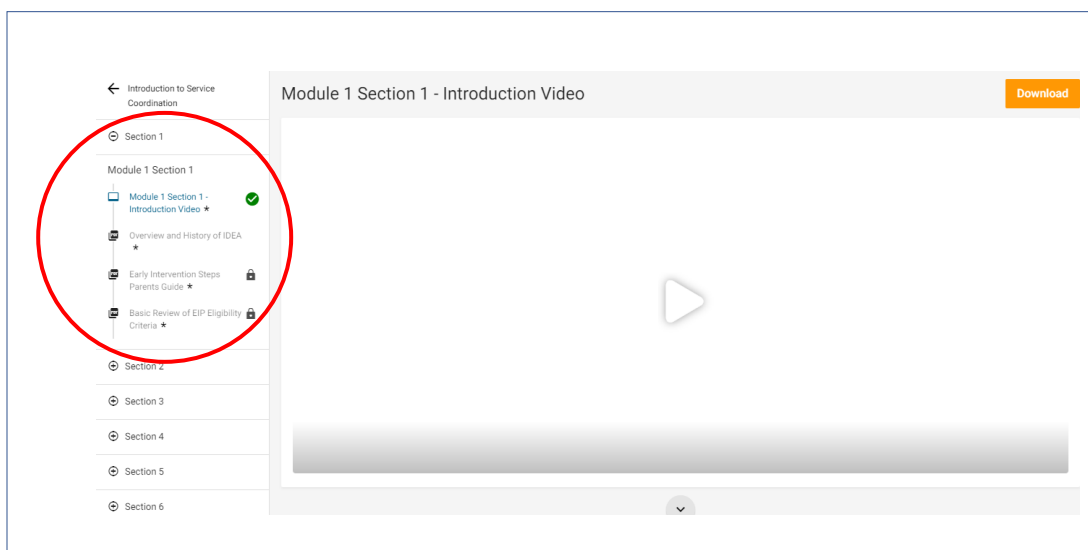 Introduction to Service
Coordination
Section 1
Module 1 Section 1
Module 1 Section 1 -
Introduction Video *
Overview and History of IDEA
*
Early Intervention Steps
Parents Guide *
Basic Review of EIP Eligibility
Criteria *
Section 2
Section 3
Section 4
Section 5
Section 6
Module 1 Section 1 - Introduction Video
Download